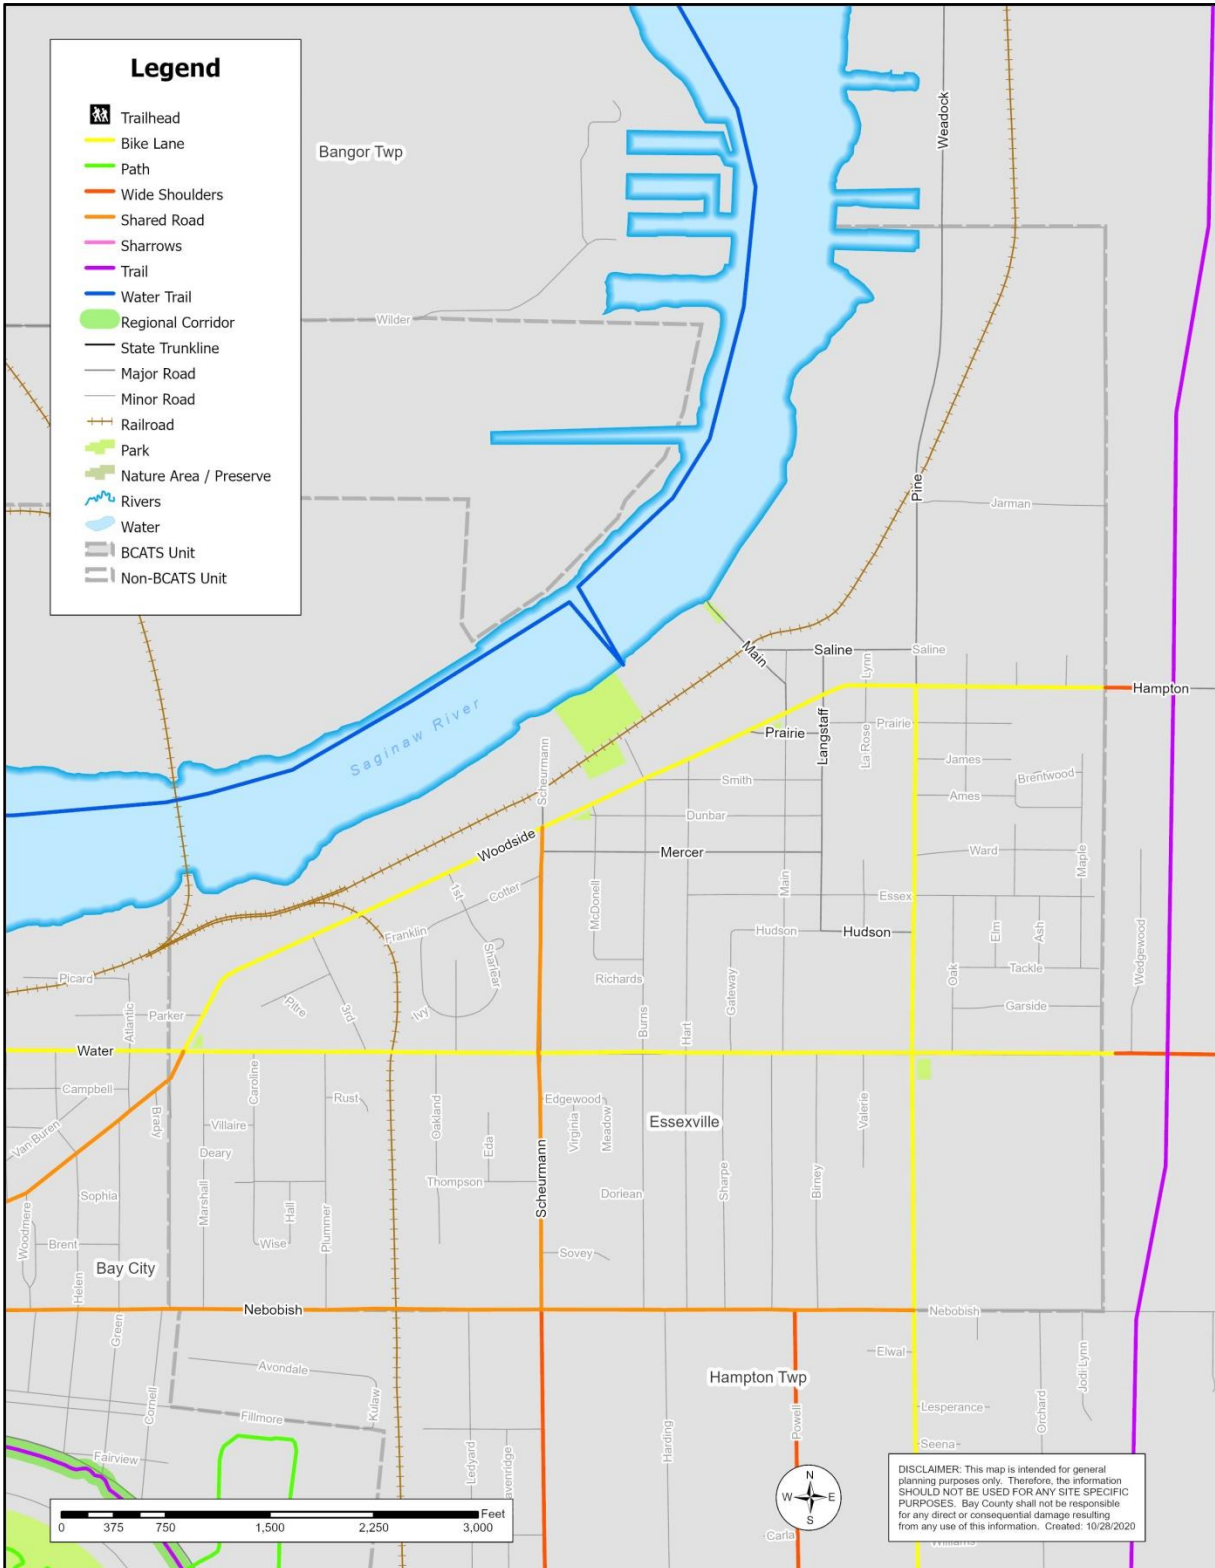 Legend
Trailhead
Bike Lane
Path
Wide Shoulders
Shared Road
Sharrows
Trail
Water Trail
Regional Corridor
State Trunkline
Major Road
Minor Road
Railroad
Park
Nature Area / Preserve
Rivers
Water
BCATS Unit
Non-BCATS Unit
Bangor Twp
Weadock
Wilder
Pine
Jarman
Main
Saline
Saline
Lynn
Hampton
Saginaw River
Langstaff
Prairie
Prairie
La Rose
Scheurmann
Smith
James
Brentwood
Ames
Dunbar
Woodside
Mercer
Ward
Maple
1st
Cotter
Main
Essex
McDonell
Franklin
Hudson
Hudson
Elm
Ash
Wedgewood
Sharlear
Picard
Richards
Gateway
Oak
Tackle
Pitre
3rd
Ivy
Garside
Atlantic
Parker
Burns
Hart
Water
Campbell
Caroline
Rust
Oakland
Edgewood
Virginia
Meadow
Essexville
Valerie
Van Buren
Brady
Villaire
Deary
Eda
Thompson
Scheurmann
Dorlean
Sharpe
Birney
Sophia
Marshall
Hall
Plummer
Woodmere
Brent
Wise
Sovey
Bay City
Helen
Green
Nebobish
Nebobish
Elwal
Avondale
Hampton Twp
Jodi Lynn
Cornell
Fillmore
Kulaw
Harding
Powell
Lesperance
Orchard
Seena
Fairview
Ledyard
avenridge
N
W E
S
Carla
Williams
Feet
0 375 750 1,500 2,250 3,000
DISCLAIMER: This map is intended for general
planning purposes only. Therefore, the information
SHOULD NOT BE USED FOR ANY SITE SPECIFIC
PURPOSES. Bay County shall not be responsible
for any direct or consequential damage resulting
from any use of this information. Created: 10/28/2020